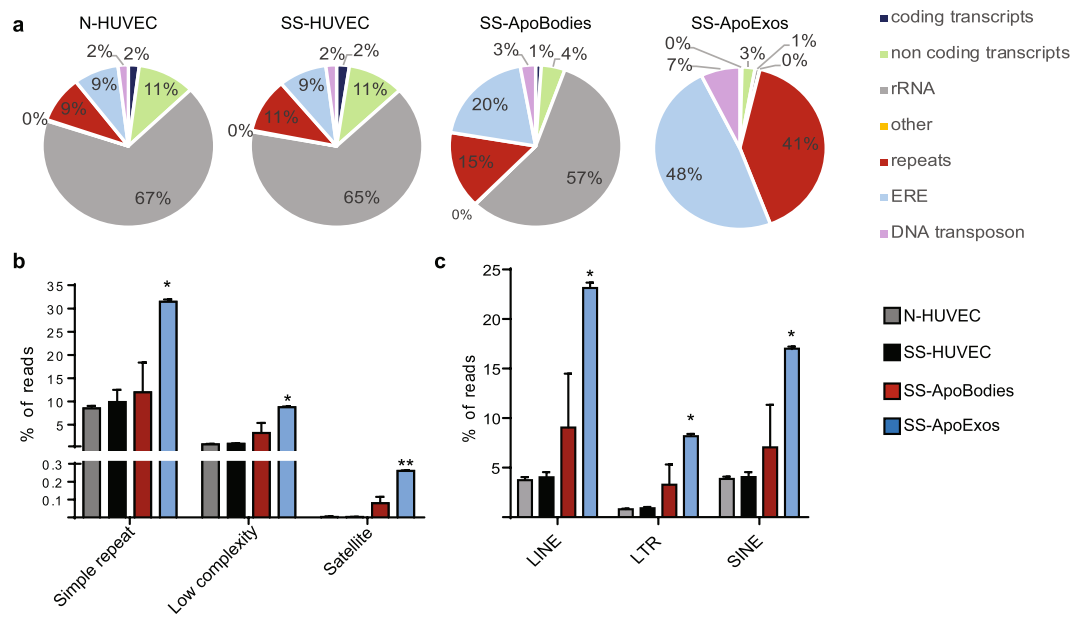 a
N-HUVEC
SS-HUVEC
SS-ApoBodies
SS-ApoExos
2%
2%
11%
67%
0%
9%
9%
2%
2%
11%
65%
0%
11%
9%
3%
1%
4%
57%
0%
15%
20%
0%
7%
3%
1%
0%
41%
48%
coding transcripts
non coding transcripts
rRNA
other
repeats
ERE
DNA transposon
b
% of reads
35
30
25
20
15
10
5
0.3
0.2
0.1
*
*
**
Simple repeat
Low complexity
Satellite
c
% of reads
25
20
15
10
5
*
*
*
LINE
LTR
SINE
N-HUVEC
SS-HUVEC
SS-ApoBodies
SS-ApoExos